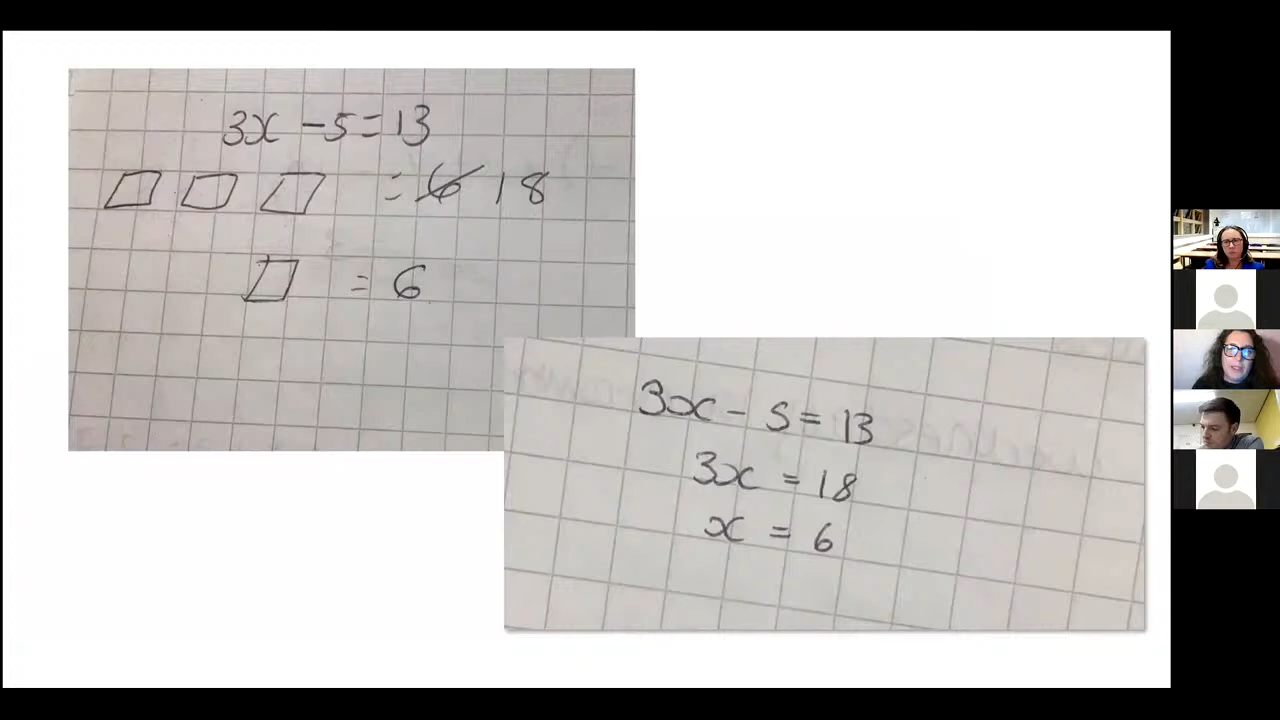 3x - 5 = 13
= 6 18
= 6
3x - 5 = 13
3x = 18
x = 6